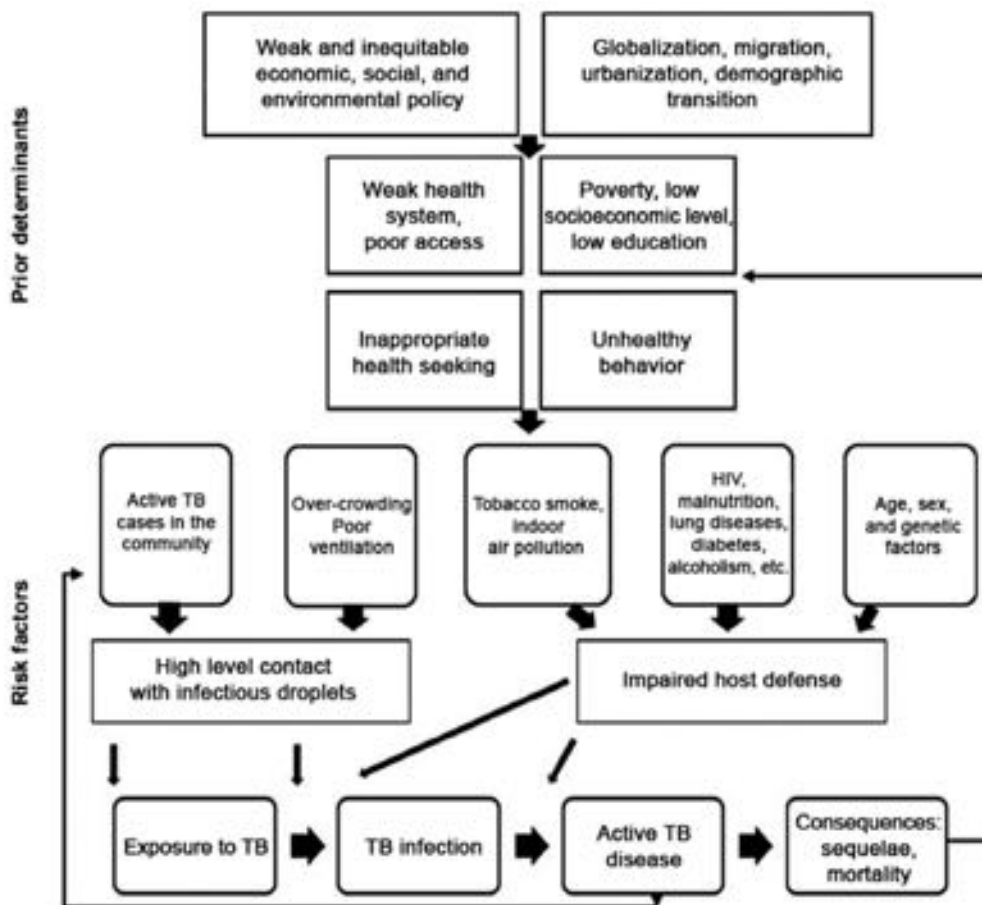 Prior determinants
Weak and inequitable
economic, social, and
environmental policy
Globalization, migration,
urbanization, demographic
transition
Weak health
system,
poor access
Poverty, low
socioeconomic level,
low education
Inappropriate
health seeking
Unhealthy
behavior
Risk factors
Active TB
cases in the
community
Over-crowding
Poor
ventilation
Tobacco smoke,
indoor
air pollution
HIV,
malnutrition,
lung diseases,
diabetes,
alcoholism, etc.
Age, sex,
and genetic
factors
High level contact
with infectious droplets
Impaired host defense
Exposure to TB
TB infection
Active TB
disease
Consequences:
sequelae,
mortality